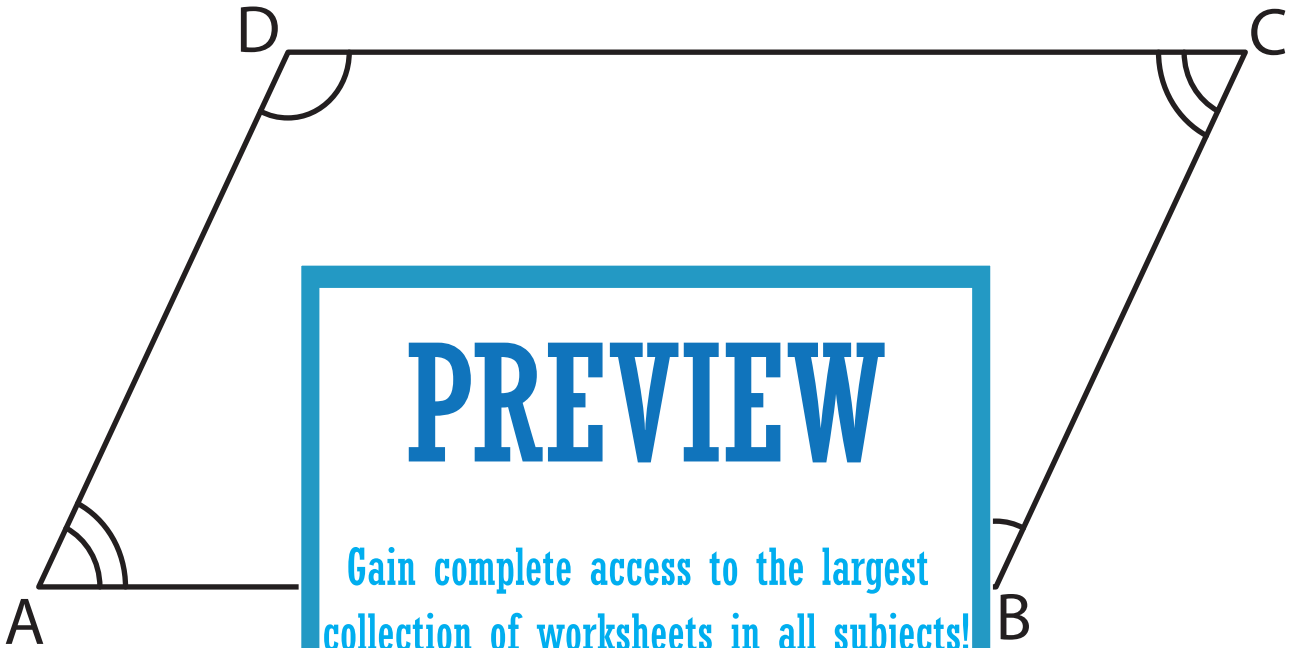 D C
PREVIEW
Gain complete access to the largest
collection of worksheets in all subjects!
A B